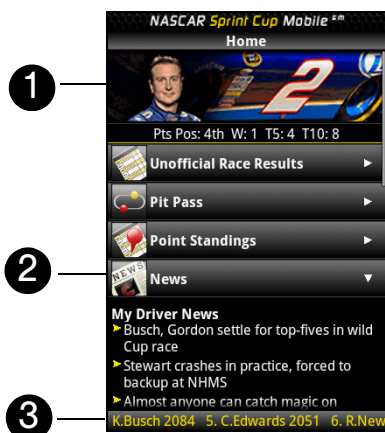 NASCAR Sprint Cup Mobile sm
Home
1
2
Pts Pos: 4th W: 1 T5: 4 T10: 8
Unofficial Race Results
Pit Pass
Point Standings
2
NEWS
News
My Driver News
Busch, Gordon settle for top-fives in wild
Cup race
Stewart crashes in practice, forced to
backup at NHMS
Almost anyone can catch magic on
3
K.Busch 2084 5. C.Edwards 2051 6. R.New